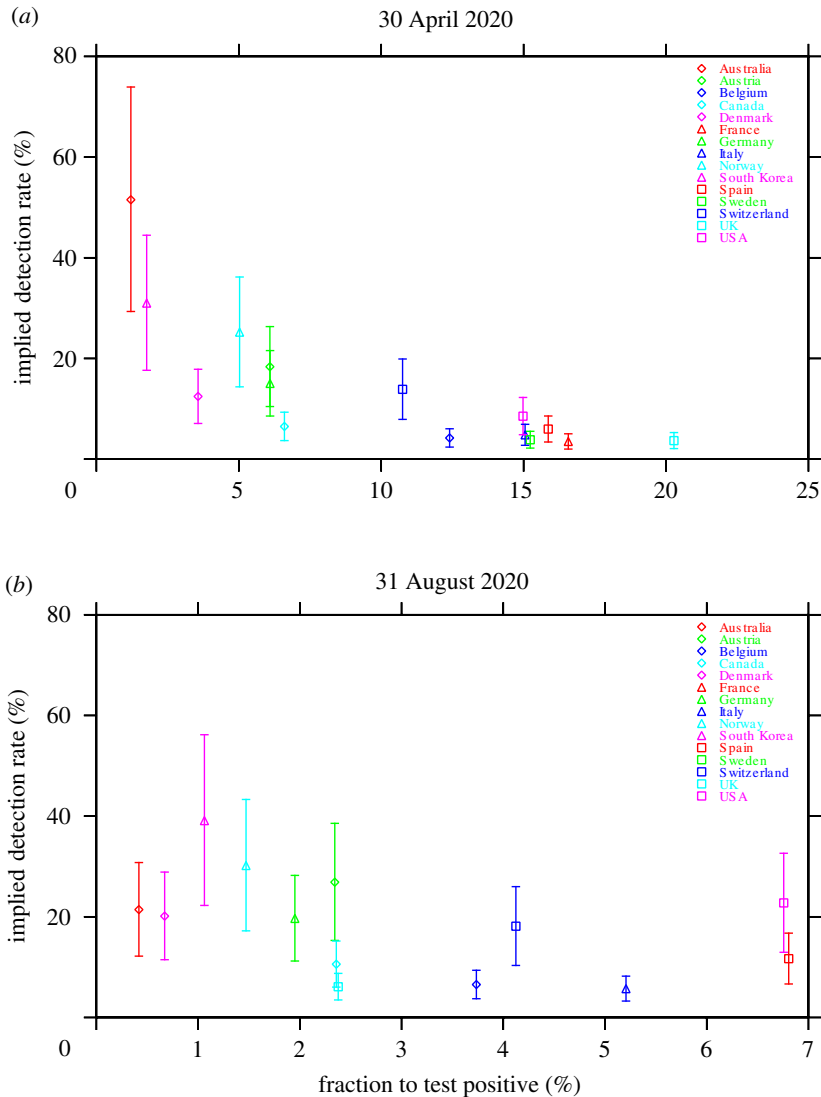 (a)
30 April 2020
80
60
40
20
0
5
10
15
20
25
implied detection rate (%)
Australia
Austria
Belgium
Canada
Denmark
France
Germany
Italy
Norway
South Korea
Spain
Sweden
Switzerland
UK
USA
(b)
31 August 2020
80
60
40
20
0
1
2
3
4
5
6
7
implied detection rate (%)
Australia
Austria
Belgium
Canada
Denmark
France
Germany
Italy
Norway
South Korea
Spain
Sweden
Switzerland
UK
USA
fraction to test positive (%)